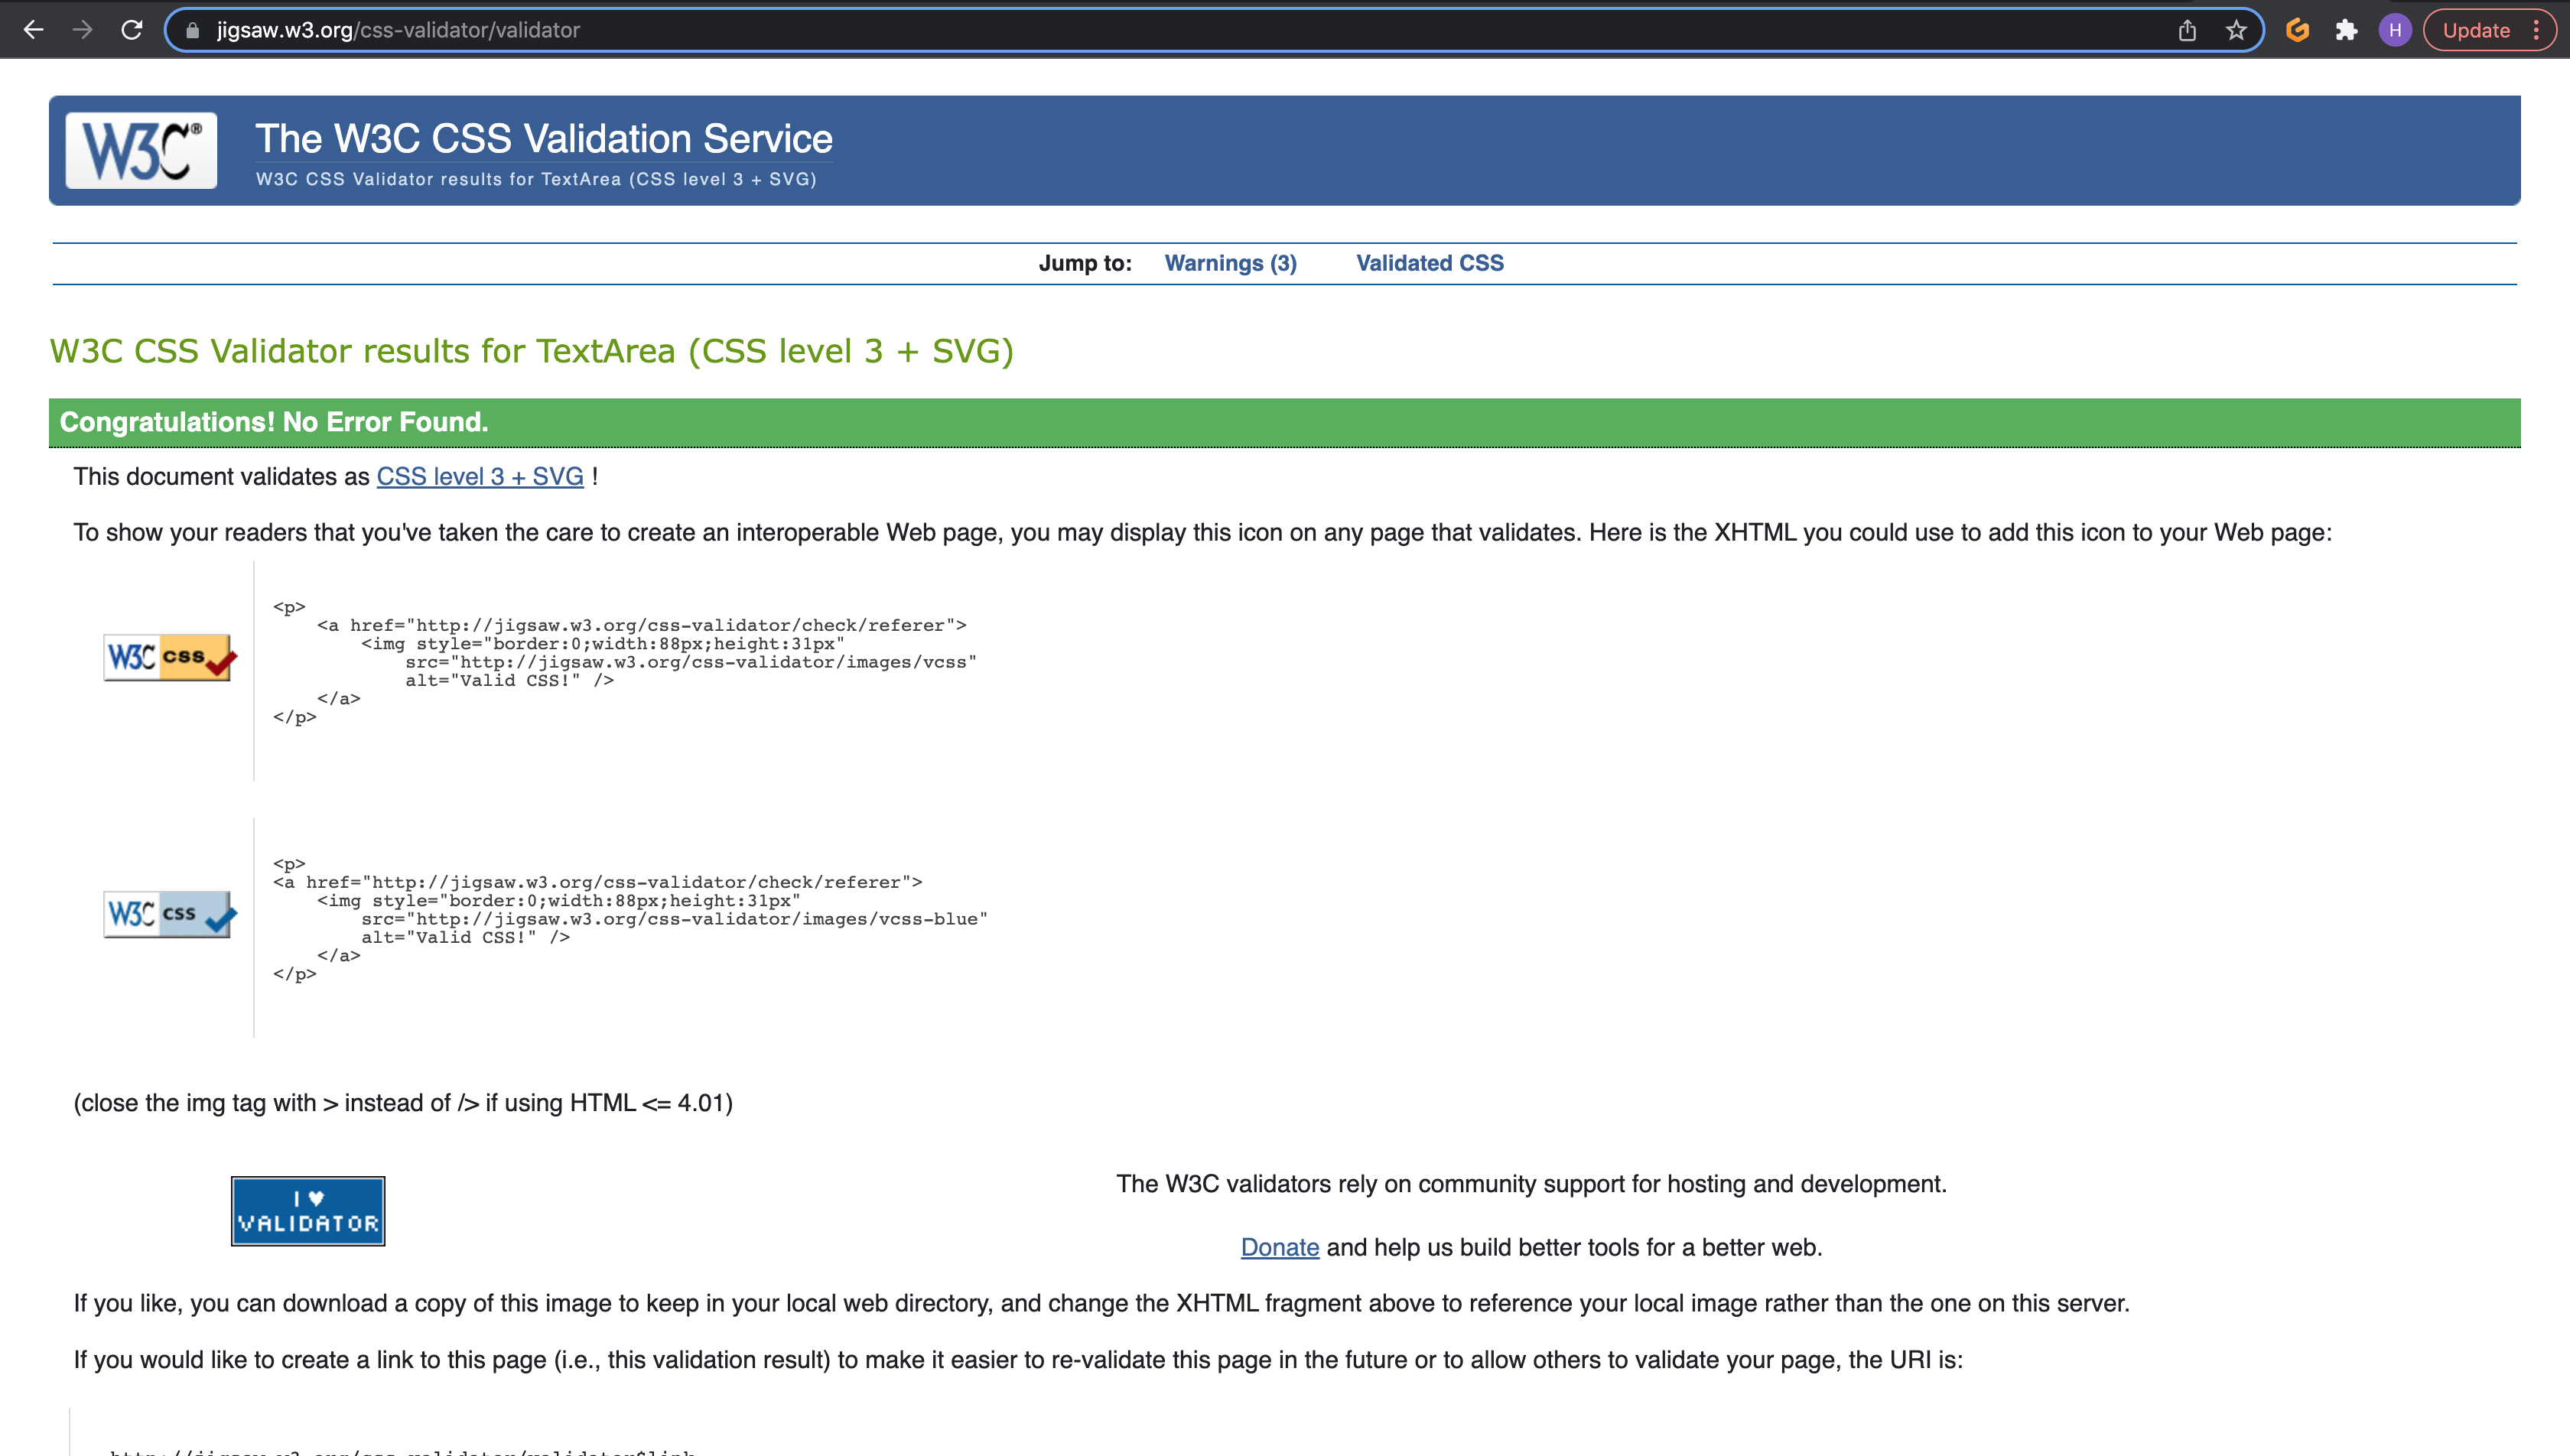 jigsaw.w3.org/css-validator/validator
H
Update
W3C®
The W3C CSS Validation Service
W3C CSS Validator results for TextArea (CSS level 3 + SVG)
Jump to: Warnings (3) Validated CSS
W3C CSS Validator results for TextArea (CSS level 3 + SVG)
Congratulations! No Error Found.
This document validates as CSS level 3 + SVG !
To show your readers that you've taken the care to create an interoperable Web page, you may display this icon on any page that validates. Here is the XHTML you could use to add this icon to your Web page:
W3C css
<p>
<a href="http://jigsaw.w3.org/css-validator/check/referer">
<img style="border:0;width:88px;height:31px"
src="http://jigsaw.w3.org/css-validator/images/vcss"
alt="Valid CSS!" />
</a>
</p>
W3C css
<p>
<a href="http://jigsaw.w3.org/css-validator/check/referer">
<img style="border:0;width:88px;height:31px"
src="http://jigsaw.w3.org/css-validator/images/vcss-blue"
alt="Valid CSS!" />
</a>
</p>
(close the img tag with > instead of /> if using HTML <= 4.01)
I ♥
VALIDATOR
The W3C validators rely on community support for hosting and development.
Donate and help us build better tools for a better web.
If you like, you can download a copy of this image to keep in your local web directory, and change the XHTML fragment above to reference your local image rather than the one on this server.
If you would like to create a link to this page (i.e., this validation result) to make it easier to re-validate this page in the future or to allow others to validate your page, the URI is: